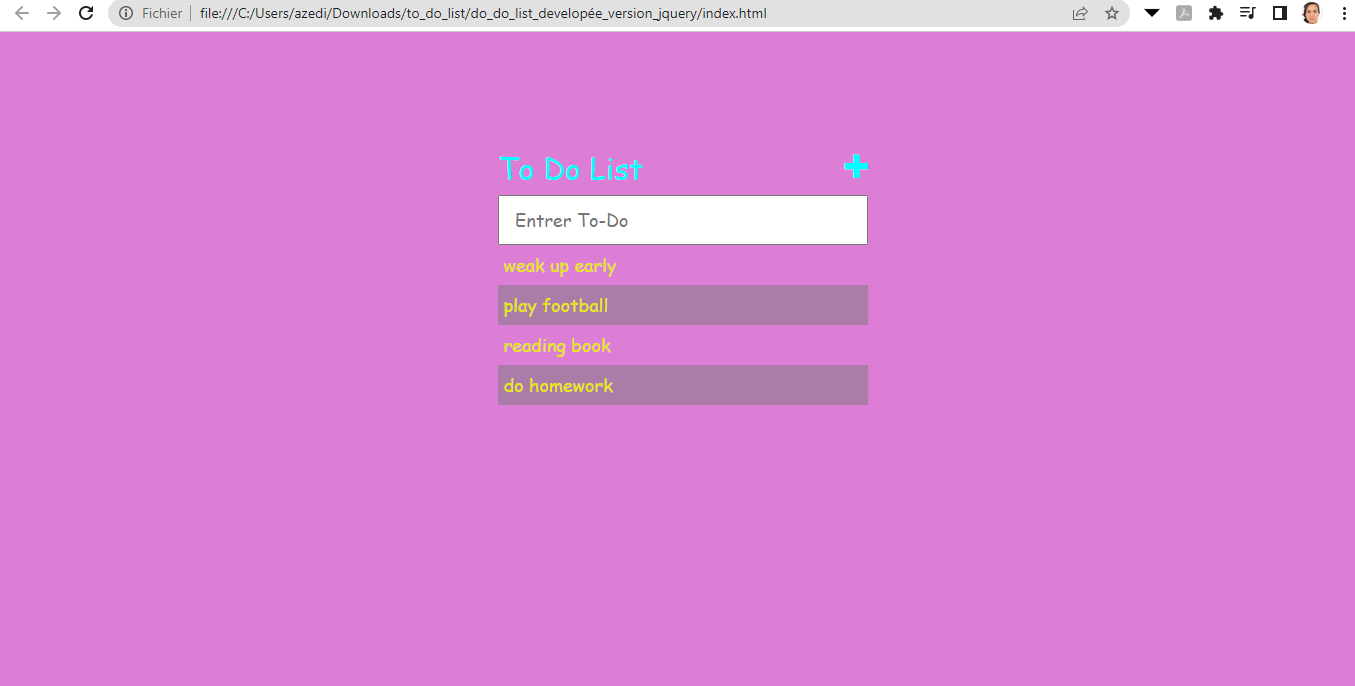 Fichier file:///C:/Users/azedi/Downloads/to_do_list/do_do_list_developée_version_jquery/index.html
To Do List
Entrer To-Do
weak up early
play football
reading book
do homework